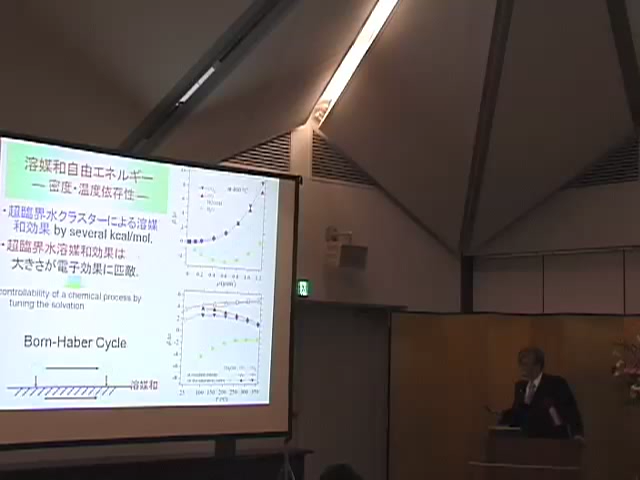 溶媒和自由エネルギー
― 密度・温度依存性 ―
・超臨界水クラスターによる溶媒
和効果 by several kcal/mol.
・超臨界水溶媒和効果は
大きさが電子効果に匹敵.
controllability of a chemical process by
tuning the solvation
Born-Haber Cycle
溶媒和